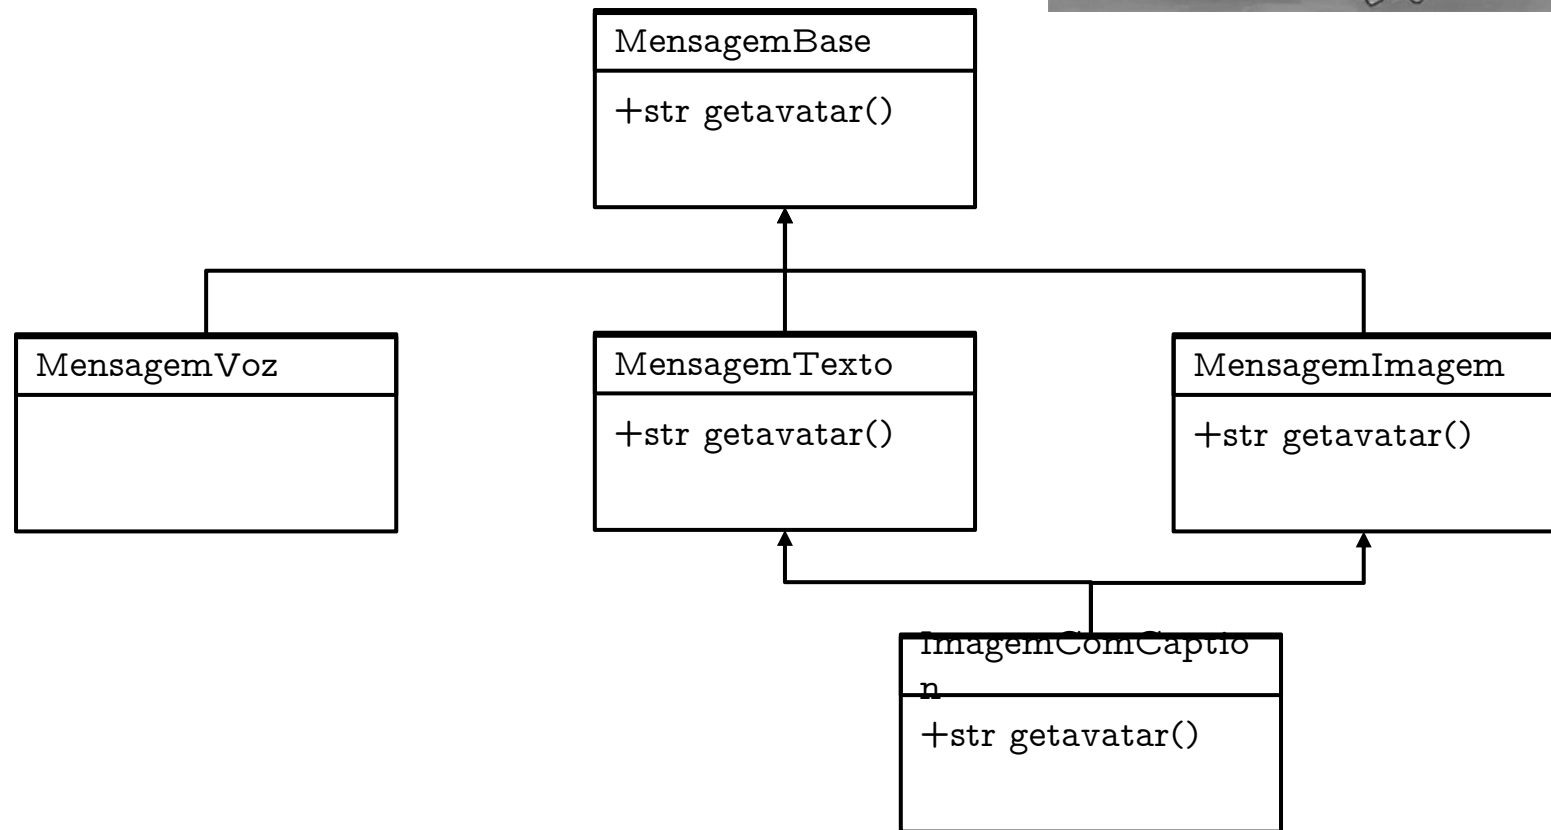 MensagemBase
+str getavatar()
MensagemVoz
MensagemTexto
+str getavatar()
MensagemImagem
+str getavatar()
ImagemComCaptio
n
+str getavatar()